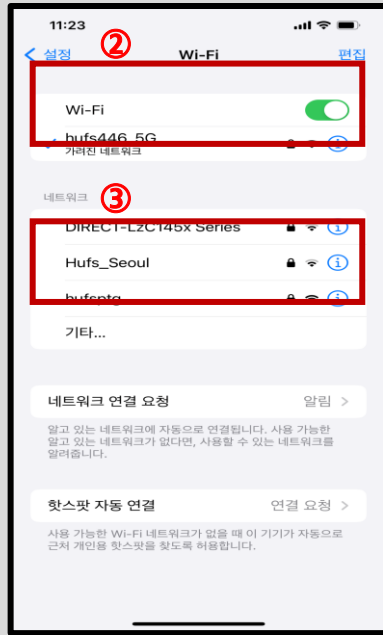 11:23
②
설정 Wi-Fi 편집
Wi-Fi
hufs446_5G
가려진 네트워크
네트워크
③
DIRECT-LzC145x Series
Hufs_Seoul
hufsptg
기타...
네트워크 연결 요청 알림 >
알고 있는 네트워크에 자동으로 연결됩니다. 사용 가능한
알고 있는 네트워크가 없다면, 사용할 수 있는 네트워크를
알려줍니다.
핫스팟 자동 연결 연결 요청 >
사용 가능한 Wi-Fi 네트워크가 없을 때 이 기기가 자동으로
근처 개인용 핫스팟을 찾도록 허용합니다.